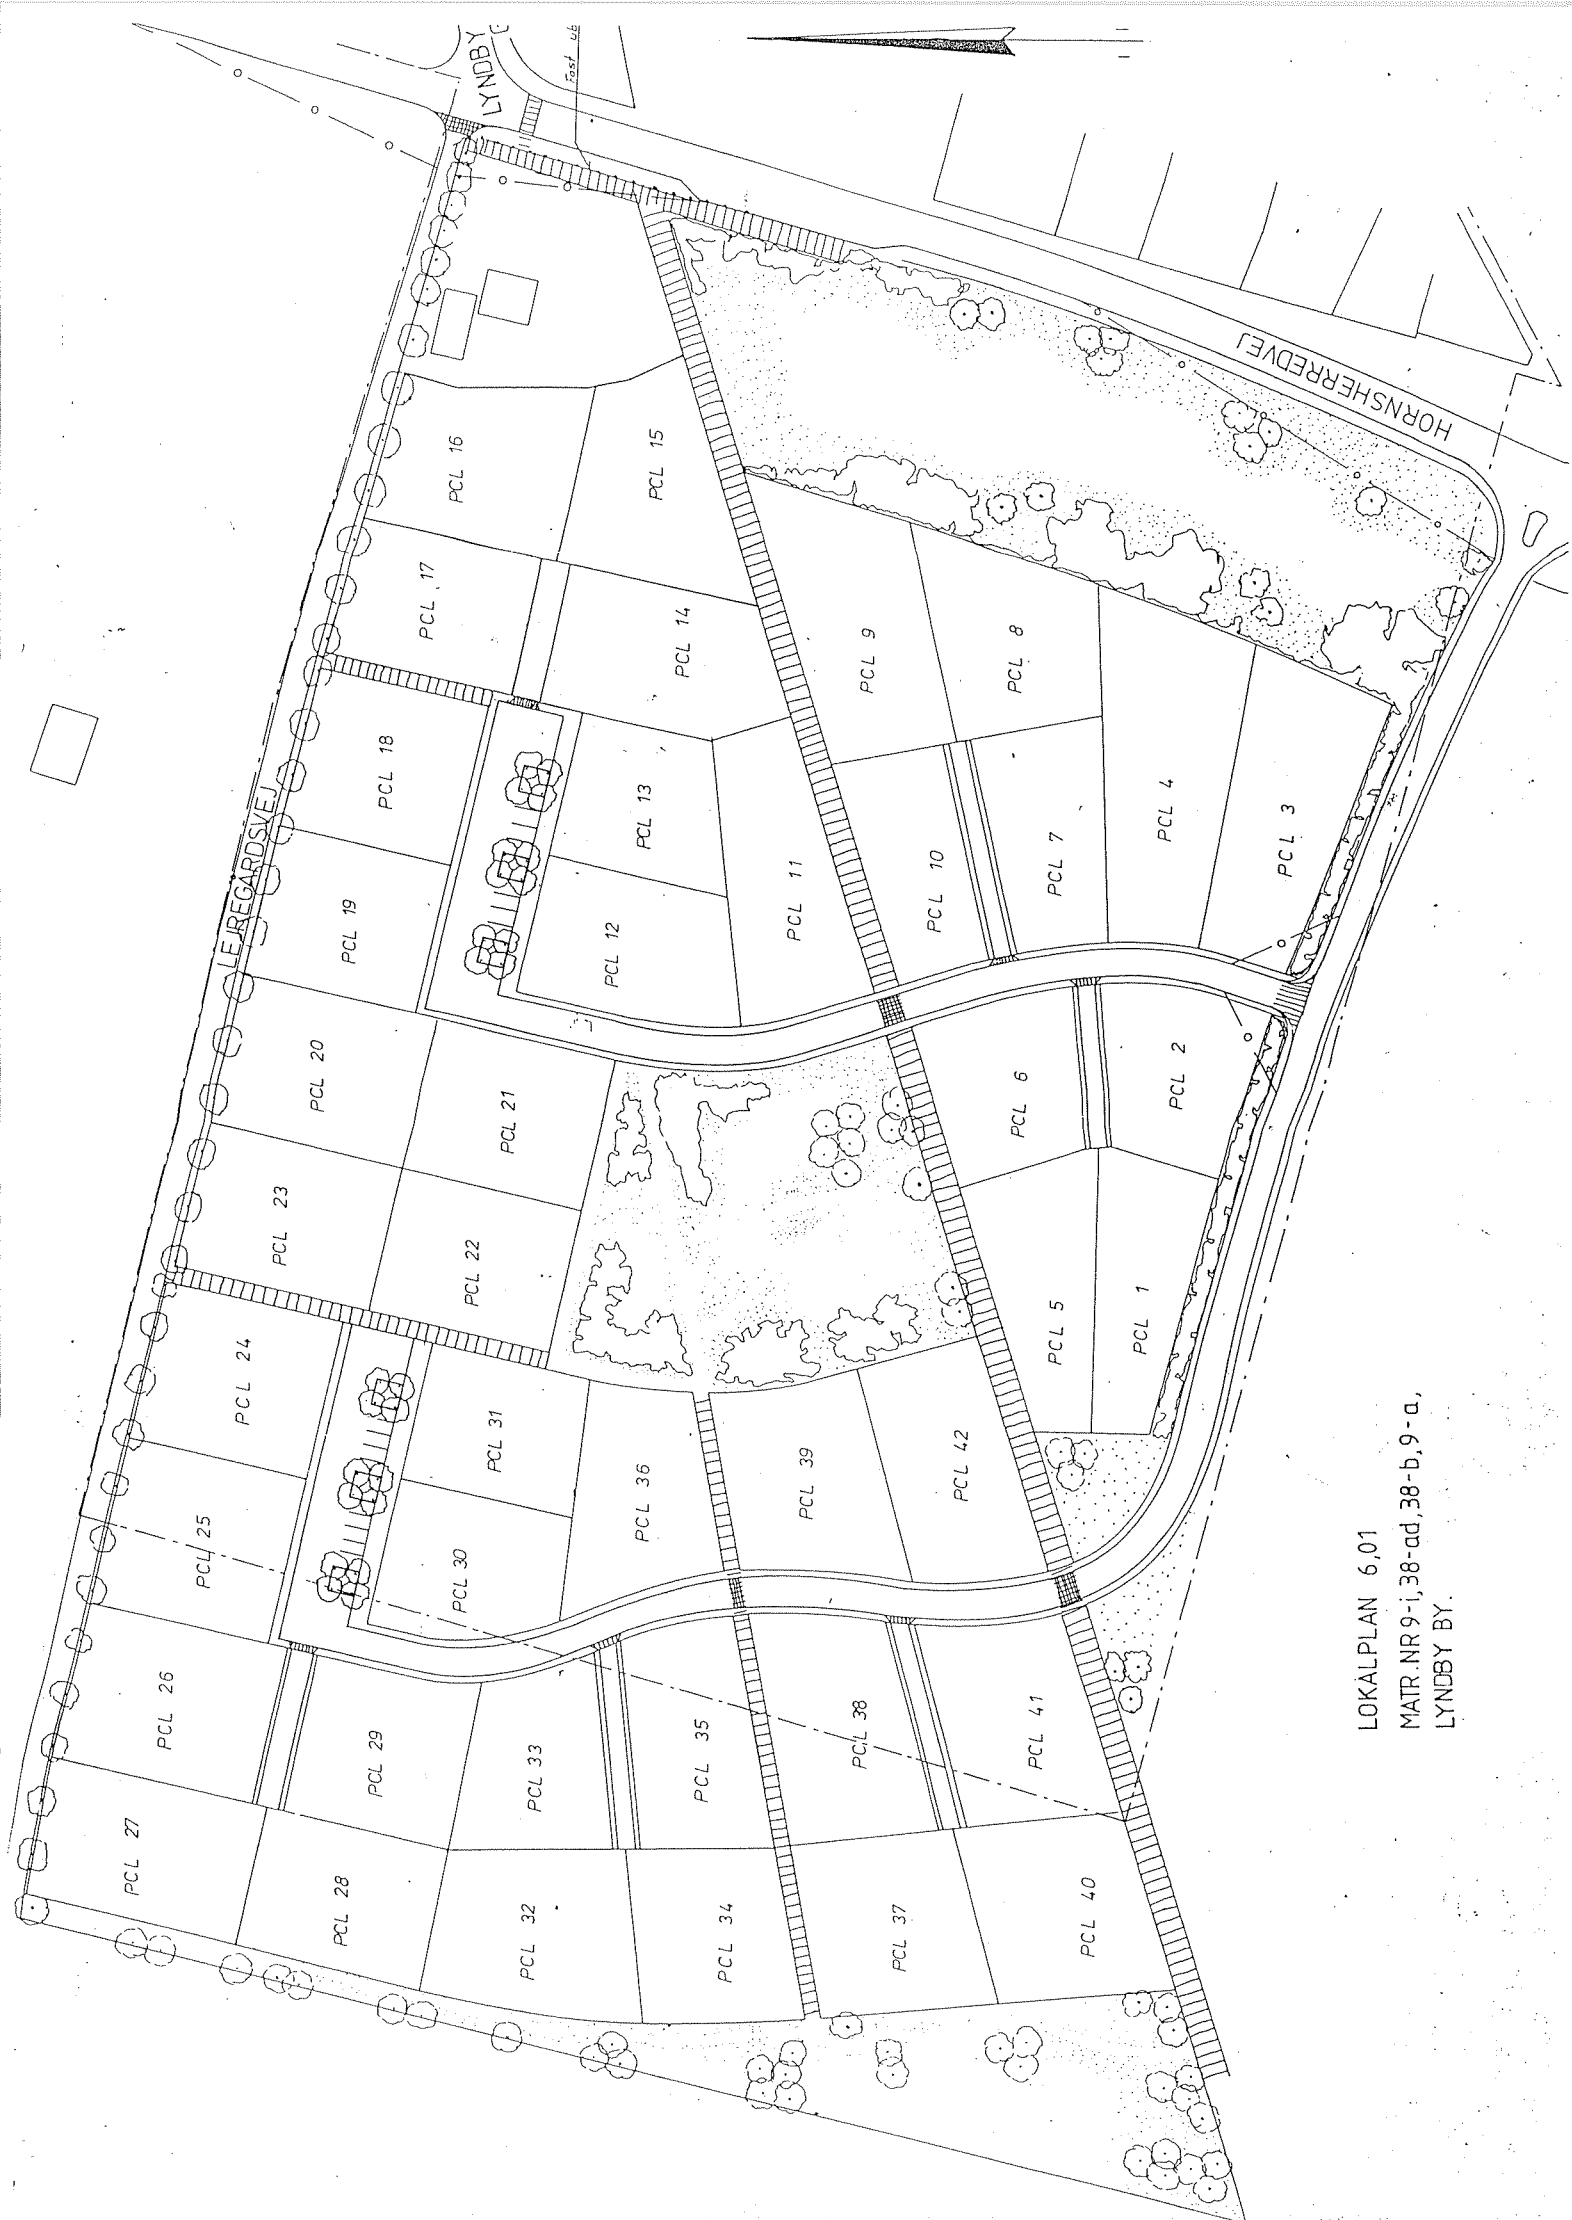 LOKALPLAN 6,01
MATR.NR 9-i,38-ad,38-b,9-a,
LYNDBY BY.
LEJREGARDSVEJ
HORNSHERREDVEJ
LYNDBY
PCL 1
PCL 2
PCL 3
PCL 4
PCL 5
PCL 6
PCL 7
PCL 8
PCL 9
PCL 10
PCL 11
PCL 12
PCL 13
PCL 14
PCL 15
PCL 16
PCL 17
PCL 18
PCL 19
PCL 20
PCL 21
PCL 22
PCL 23
PCL 24
PCL 25
PCL 26
PCL 27
PCL 28
PCL 29
PCL 30
PCL 31
PCL 32
PCL 33
PCL 34
PCL 35
PCL 36
PCL 37
PCL 38
PCL 39
PCL 40
PCL 41
PCL 42